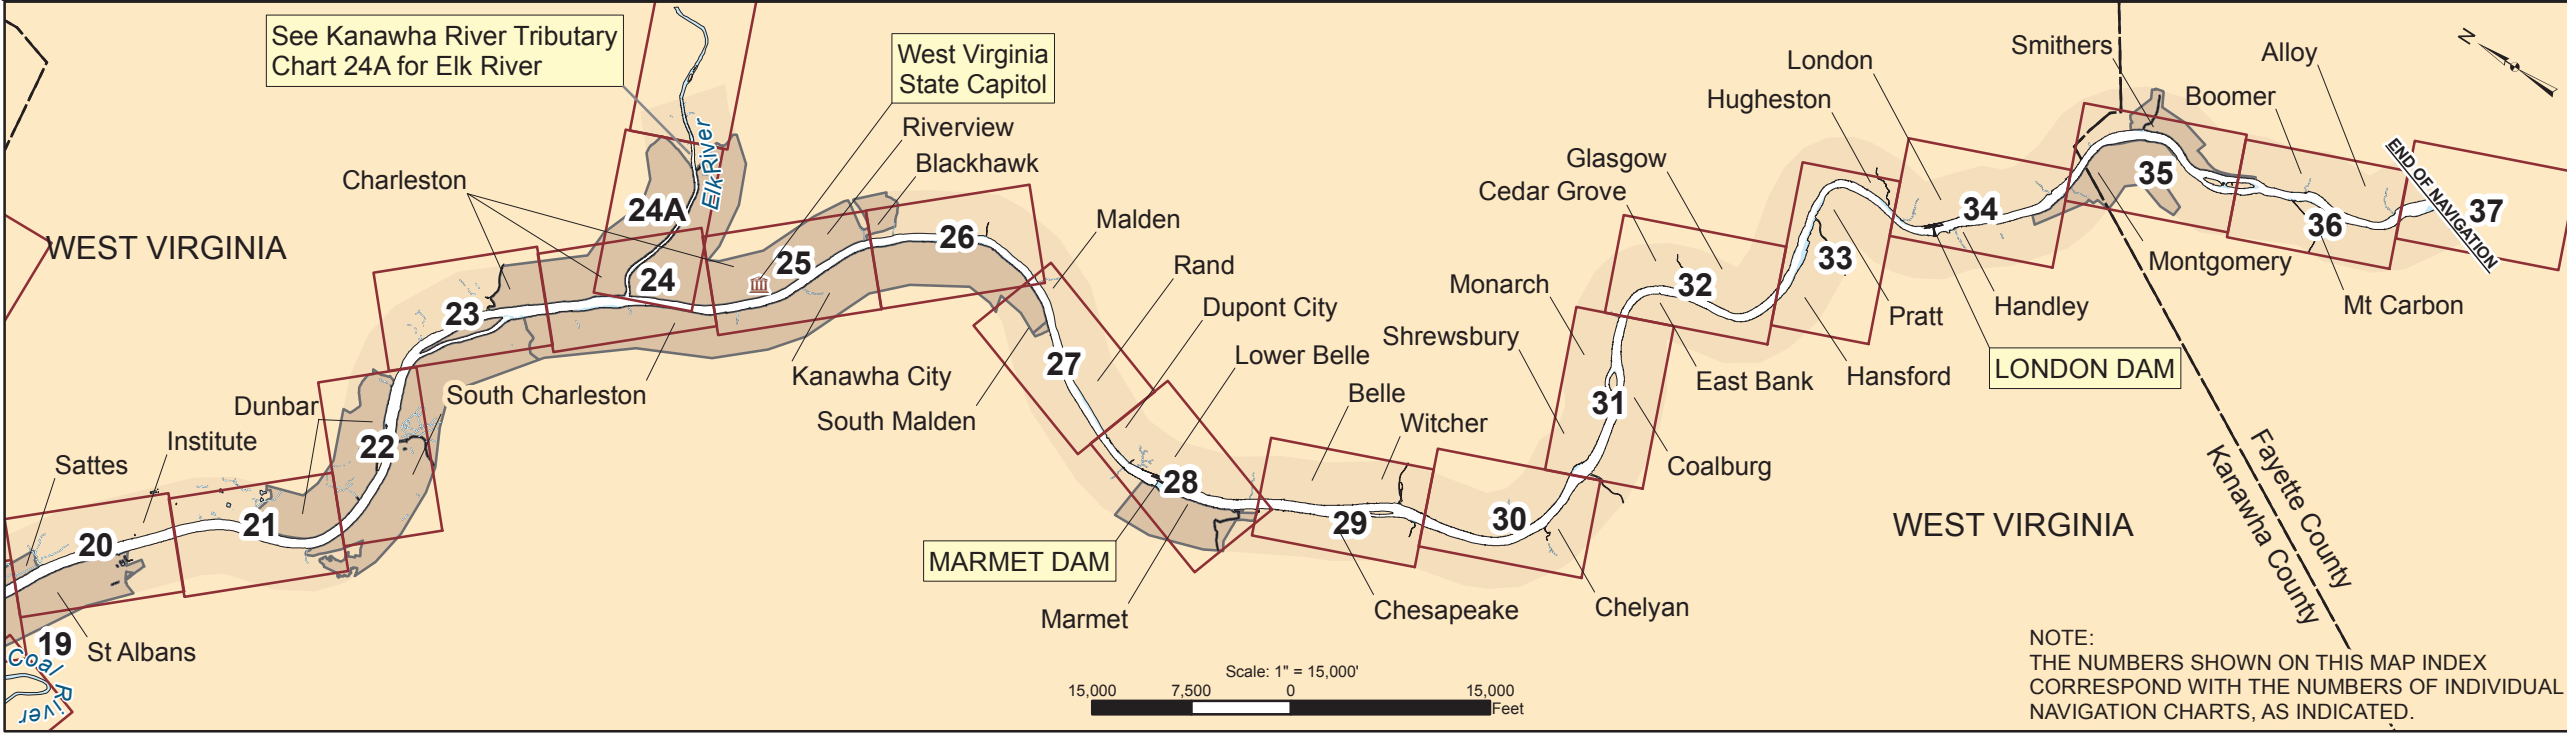 See Kanawha River Tributary
Chart 24A for Elk River
West Virginia
State Capitol
Riverview
Blackhawk
Charleston
Elk River
WEST VIRGINIA
Malden
Rand
Dupont City
Lower Belle
Belle
Witcher
Kanawha City
South Malden
South Charleston
Dunbar
Institute
Sattes
St Albans
Coal River
MARMET DAM
Marmet
Chesapeake
Chelyan
Coalburg
Shrewsbury
Monarch
Cedar Grove
Glasgow
Hugheston
London
Smithers
Boomer
Alloy
N
East Bank
Hansford
Pratt
Handley
LONDON DAM
Montgomery
Mt Carbon
END OF NAVIGATION
WEST VIRGINIA
Fayette County
Kanawha County
19
20
21
22
23
24
24A
25
26
27
28
29
30
31
32
33
34
35
36
37
Scale: 1" = 15,000'
15,000 7,500 0 15,000
Feet
NOTE:
THE NUMBERS SHOWN ON THIS MAP INDEX
CORRESPOND WITH THE NUMBERS OF INDIVIDUAL
NAVIGATION CHARTS, AS INDICATED.